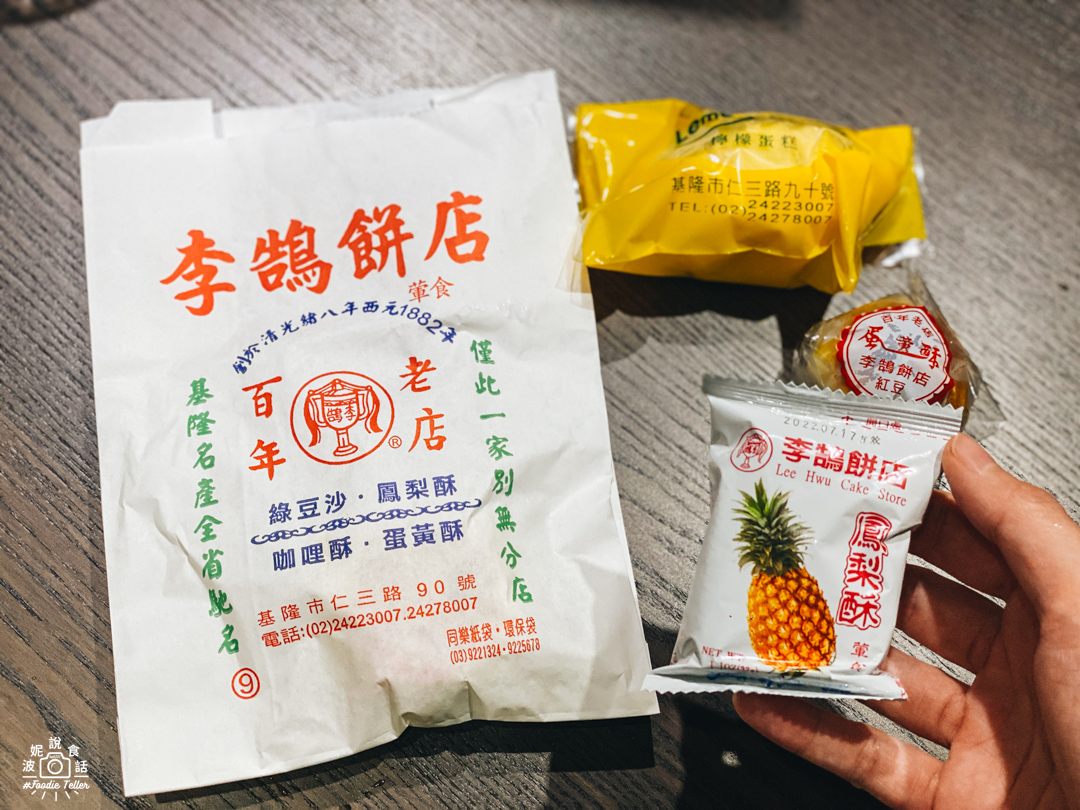 李鵠餅店
葷食
創於清光緒八年西元1882年
百年
老店
李鵠
®
基隆名產全省馳名
僅此一家別無分店
綠豆沙·鳳梨酥
咖哩酥·蛋黃酥
基隆市仁三路 90 號
電話:(02)24223007.24278007
同樂紙袋·環保袋
(03)9221324·9225678
9
檸檬蛋糕
基隆市仁三路九十號
TEL:(02)24223007
24278007
百年老店
蛋黃酥
李鵠餅店
紅豆
2022.07.17
李鵠餅店
Lee Hwu Cake Store
鳳梨酥
葷食
NET
妮說食
波話
#Foodie Teller